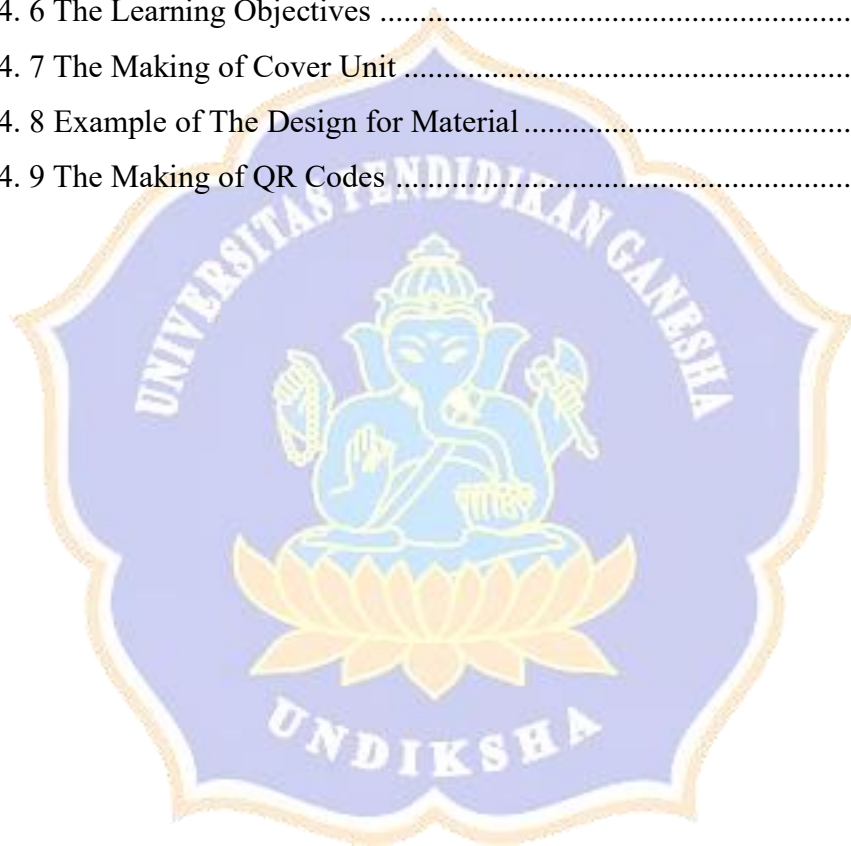 4. 6 The Learning Objectives ...........................................................
4. 7 The Making of Cover Unit ........................................................
4. 8 Example of The Design for Material .........................................
4. 9 The Making of QR Codes .........................................................
UNIVERSITAS PENDIDIKAN GANESHA
UNDIKSHA